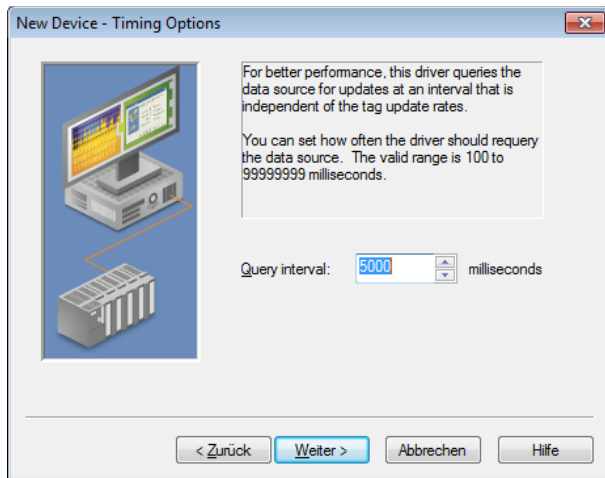 New Device - Timing Options
For better performance, this driver queries the
data source for updates at an interval that is
independent of the tag update rates.
You can set how often the driver should requery
the data source. The valid range is 100 to
99999999 milliseconds.
Query interval: 5000 milliseconds
< Zurück Weiter > Abbrechen Hilfe